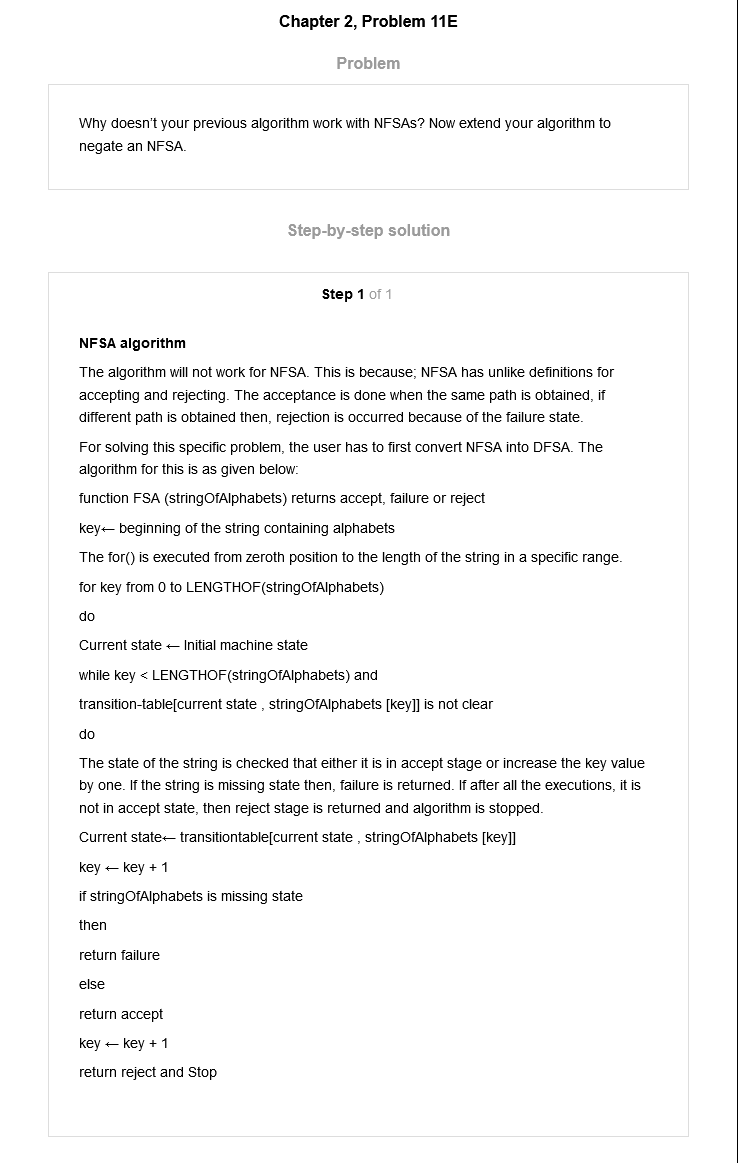 Chapter 2, Problem 11E
Problem
Why doesn't your previous algorithm work with NFSAs? Now extend your algorithm to
negate an NFSA.
Step-by-step solution
Step 1 of 1
NFSA algorithm
The algorithm will not work for NFSA. This is because; NFSA has unlike definitions for
accepting and rejecting. The acceptance is done when the same path is obtained, if
different path is obtained then, rejection is occurred because of the failure state.
For solving this specific problem, the user has to first convert NFSA into DFSA. The
algorithm for this is as given below:
function FSA (stringOfAlphabets) returns accept, failure or reject
key← beginning of the string containing alphabets
The for() is executed from zeroth position to the length of the string in a specific range.
for key from 0 to LENGTHOF(stringOfAlphabets)
do
Current state ← Initial machine state
while key < LENGTHOF(stringOfAlphabets) and
transition-table[current state , stringOfAlphabets [key]] is not clear
do
The state of the string is checked that either it is in accept stage or increase the key value
by one. If the string is missing state then, failure is returned. If after all the executions, it is
not in accept state, then reject stage is returned and algorithm is stopped.
Current state← transitiontable[current state , stringOfAlphabets [key]]
key ← key + 1
if stringOfAlphabets is missing state
then
return failure
else
return accept
key ← key + 1
return reject and Stop